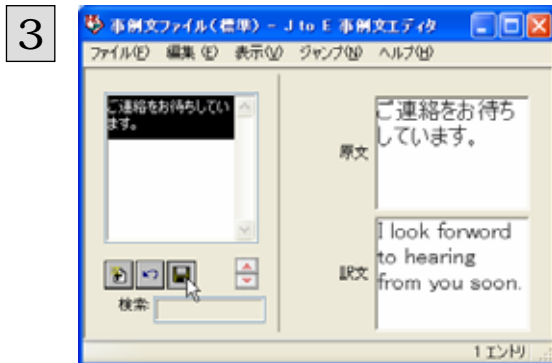 3
事例文ファイル(標準) - J to E 事例文エディタ
ファイル(F) 編集(E) 表示(V) ジャンプ(N) ヘルプ(H)
ご連絡をお待ちしてい
ます。
検索:
原文
ご連絡をお待ち
しています。
訳文
I look forward
to hearing
from you soon.
1 エントリ